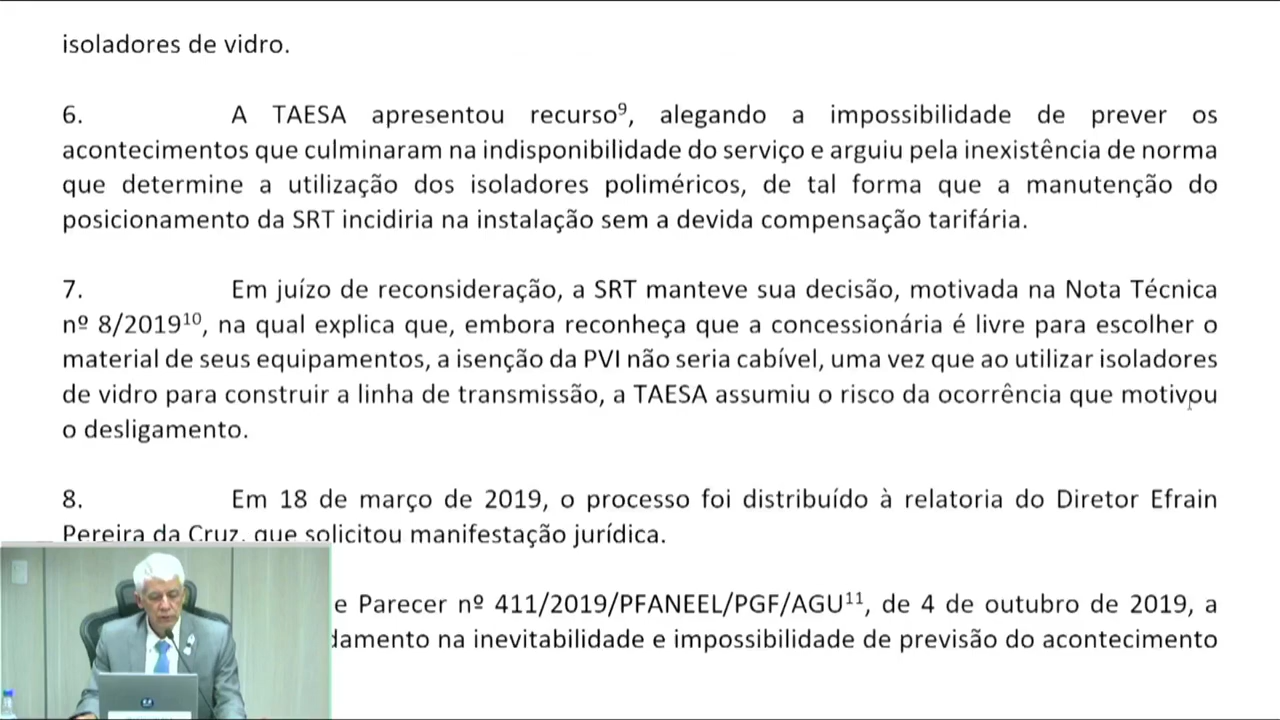 isoladores de vidro.
6. A TAESA apresentou recurso⁹, alegando a impossibilidade de prever os
acontecimentos que culminaram na indisponibilidade do serviço e arguiu pela inexistência de norma
que determine a utilização dos isoladores poliméricos, de tal forma que a manutenção do
posicionamento da SRT incidiria na instalação sem a devida compensação tarifária.
7. Em juízo de reconsideração, a SRT manteve sua decisão, motivada na Nota Técnica
nº 8/2019¹⁰, na qual explica que, embora reconheça que a concessionária é livre para escolher o
material de seus equipamentos, a isenção da PVI não seria cabível, uma vez que ao utilizar isoladores
de vidro para construir a linha de transmissão, a TAESA assumiu o risco da ocorrência que motivou
o desligamento.
8. Em 18 de março de 2019, o processo foi distribuído à relatoria do Diretor Efrain
Pereira da Cruz, que solicitou manifestação jurídica.
e Parecer nº 411/2019/PFANEEL/PGF/AGU¹¹, de 4 de outubro de 2019, a
damento na inevitabilidade e impossibilidade de previsão do acontecimento